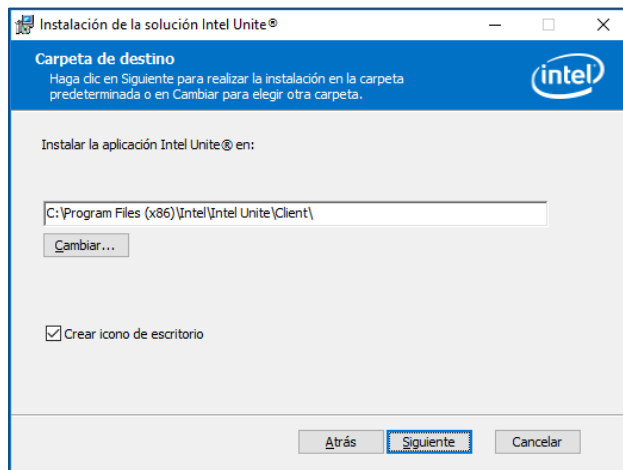 Instalación de la solución Intel Unite®
Carpeta de destino
Haga clic en Siguiente para realizar la instalación en la carpeta
predeterminada o en Cambiar para elegir otra carpeta.
intel
Instalar la aplicación Intel Unite® en:
C:\Program Files (x86)\Intel\Intel Unite\Client\
Cambiar...
Crear icono de escritorio
Atrás
Siguiente
Cancelar